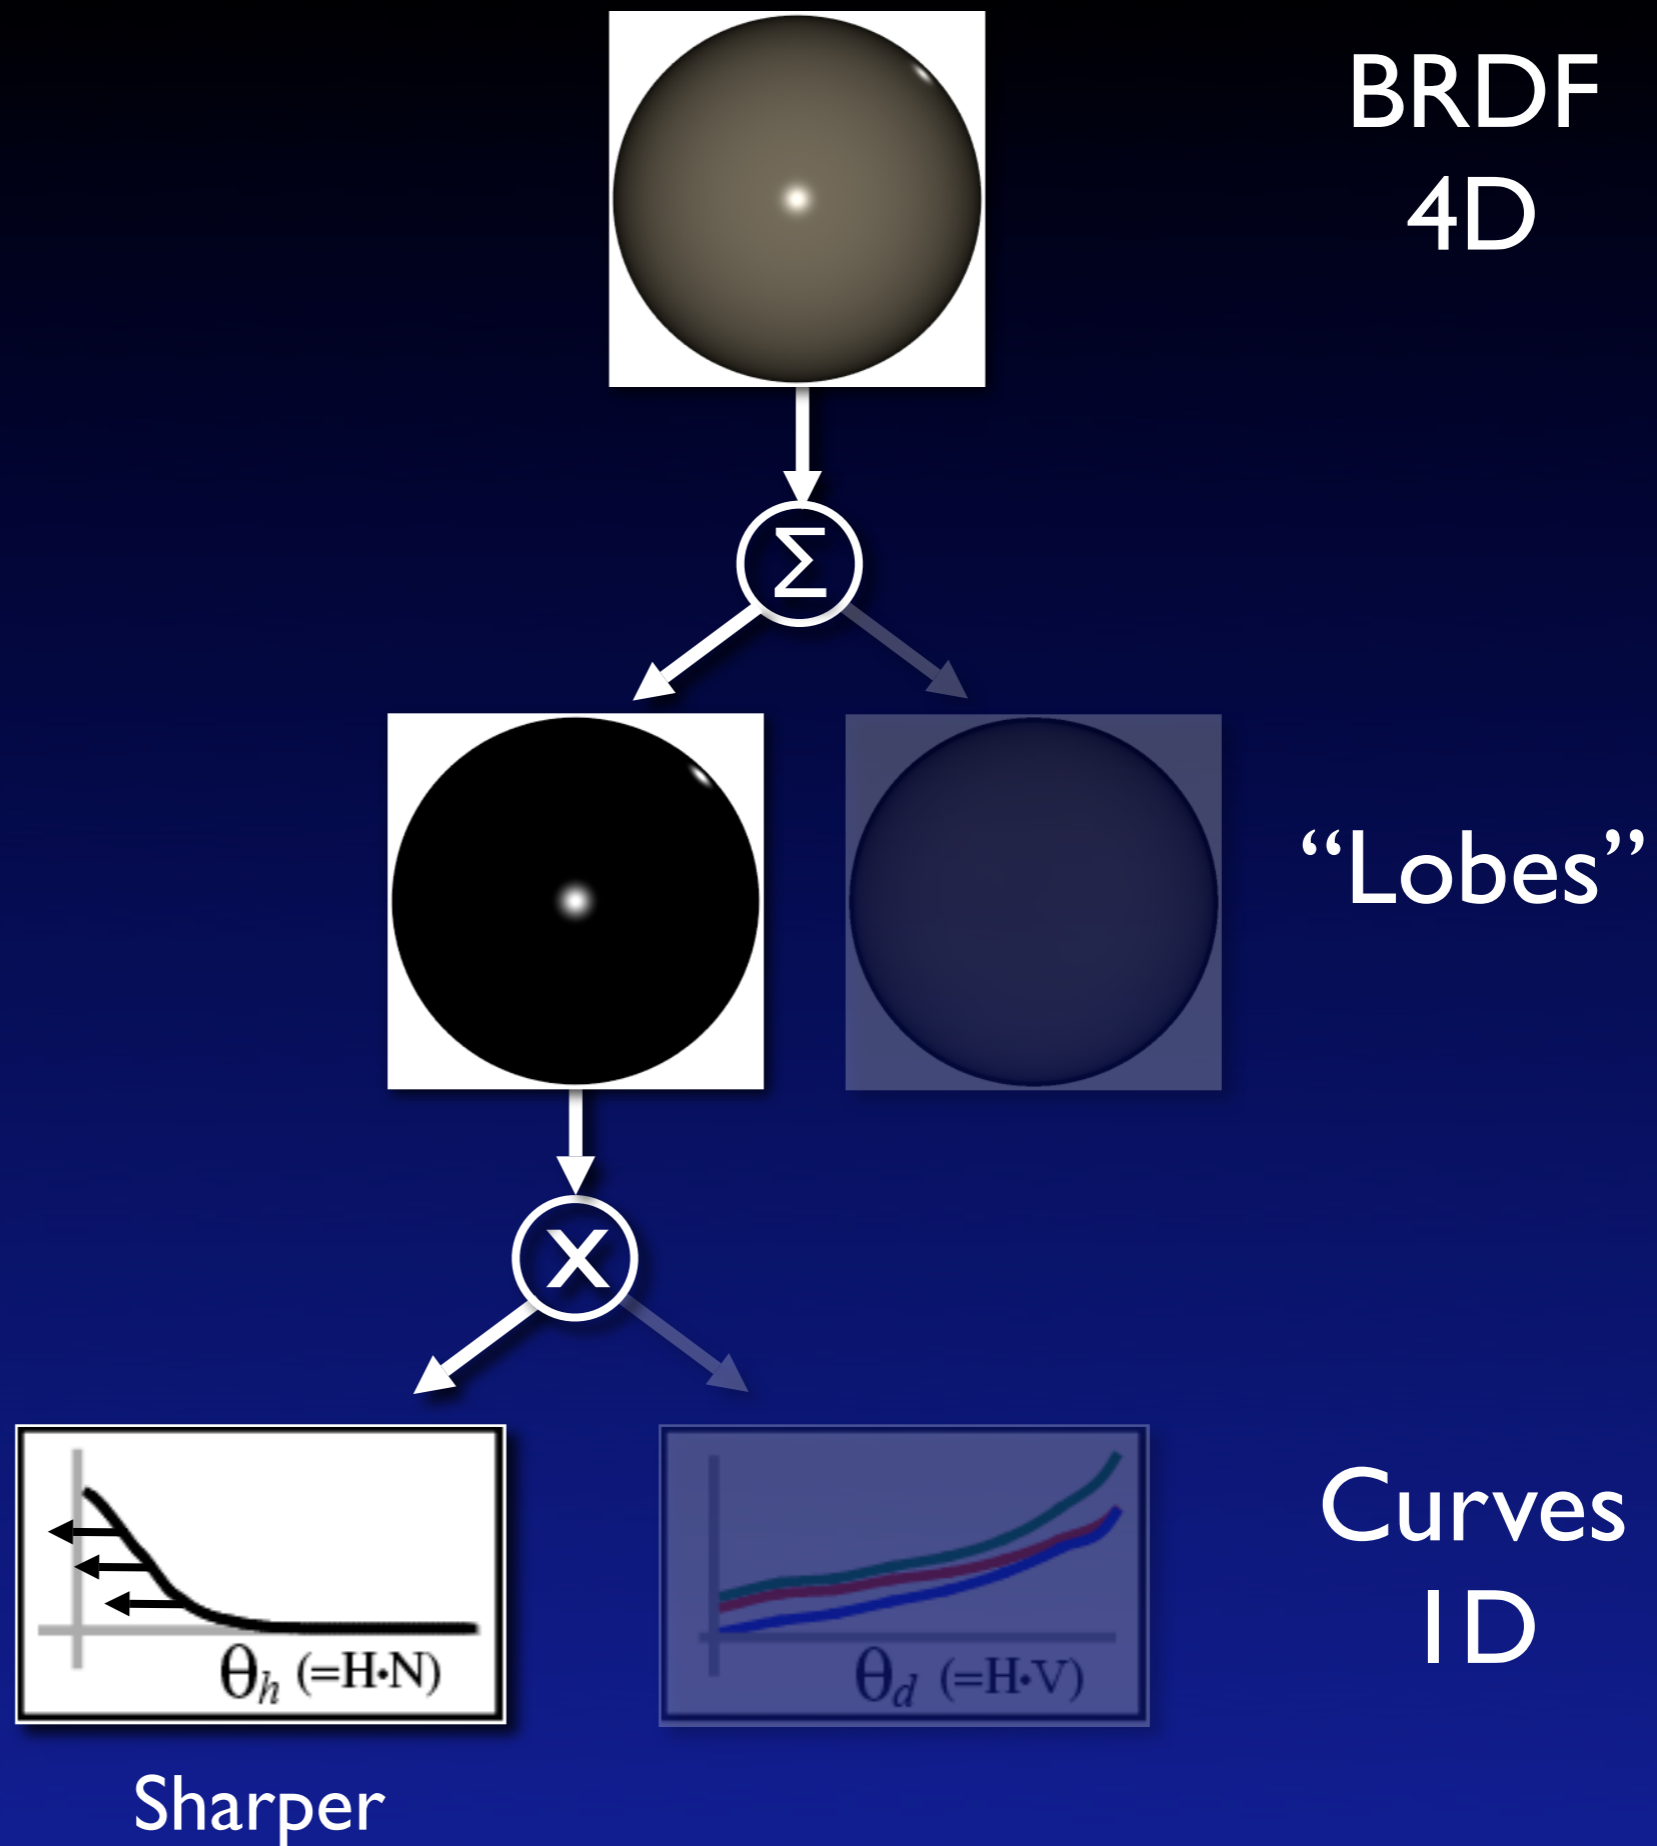 BRDF
4D
Σ
“Lobes”
X
θh (=H•N)
θd (=H•V)
Curves
1D
Sharper